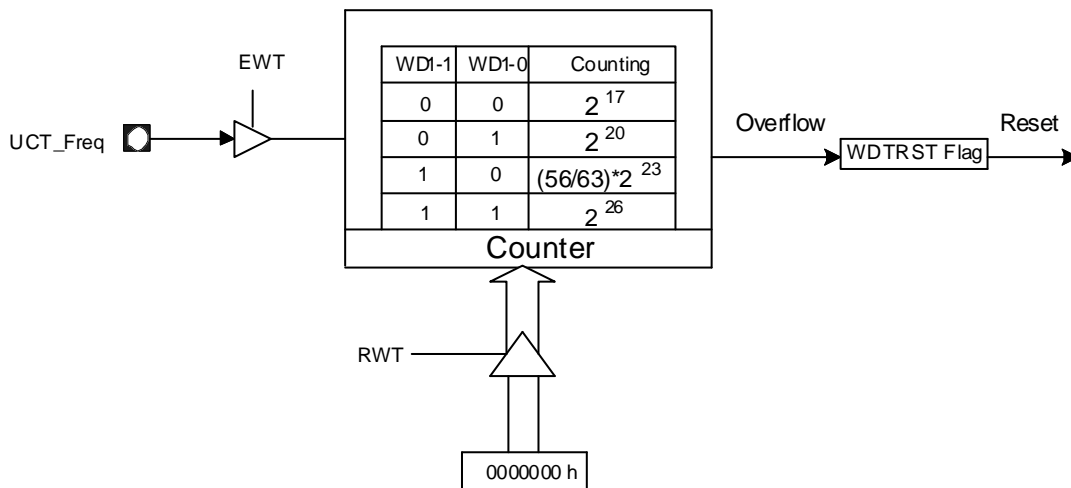 EWT
UCT_Freq
WD1-1 WD1-0 Counting
0 0 2^17
0 1 2^20
1 0 (56/63)*2^23
1 1 2^26
Counter
Overflow
WDTRST Flag
Reset
RWT
0000000 h